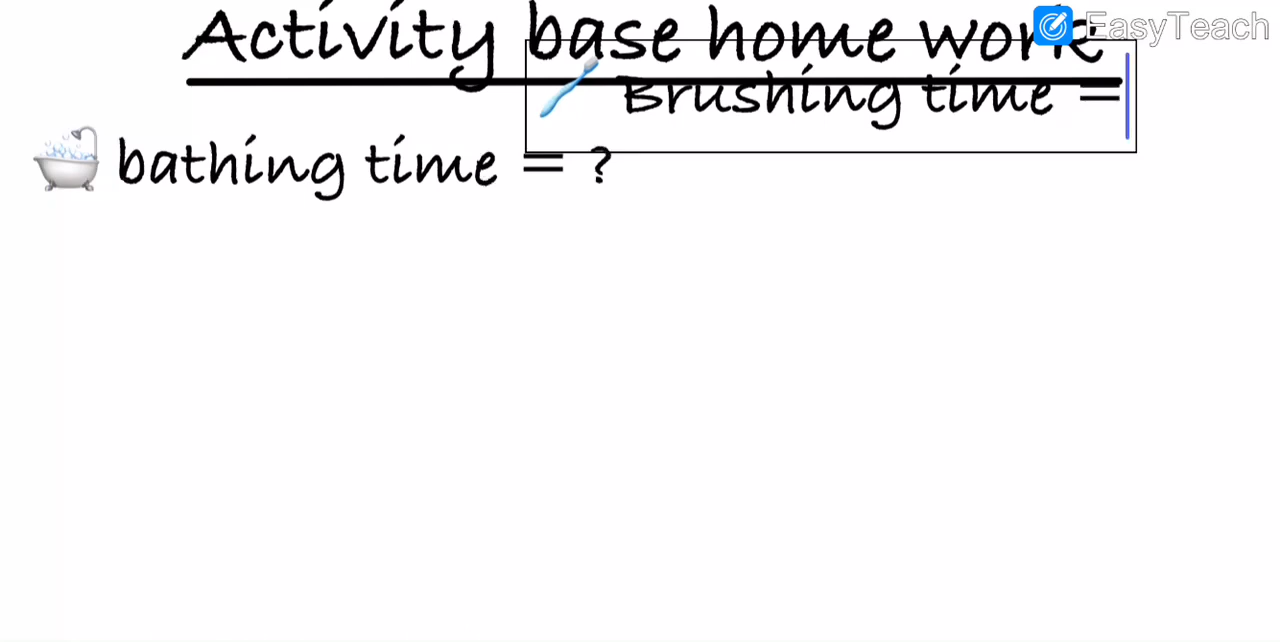 Activity base home work
EasyTeach
🪥 Brushing time =
🛁 bathing time = ?